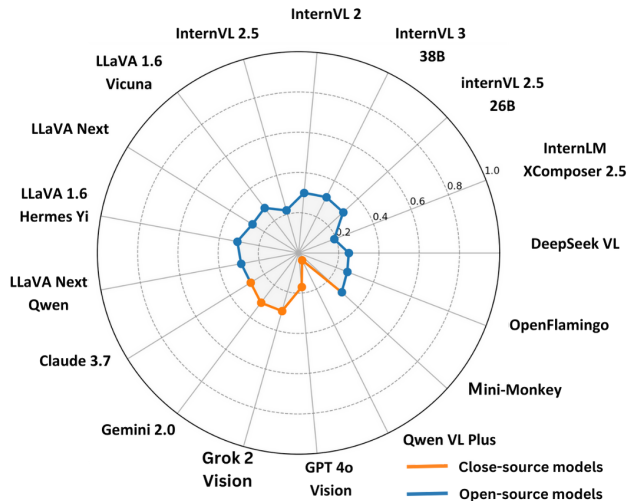 InternVL 2
InternVL 2.5
InternVL 3
38B
LLaVA 1.6
Vicuna
internVL 2.5
26B
LLaVA Next
InternLM
XComposer 2.5
1.0
0.8
0.6
0.4
0.2
LLaVA 1.6
Hermes Yi
DeepSeek VL
LLaVA Next
Qwen
OpenFlamingo
Claude 3.7
Mini-Monkey
Gemini 2.0
Qwen VL Plus
Grok 2
Vision
GPT 4o
Vision
Close-source models
Open-source models